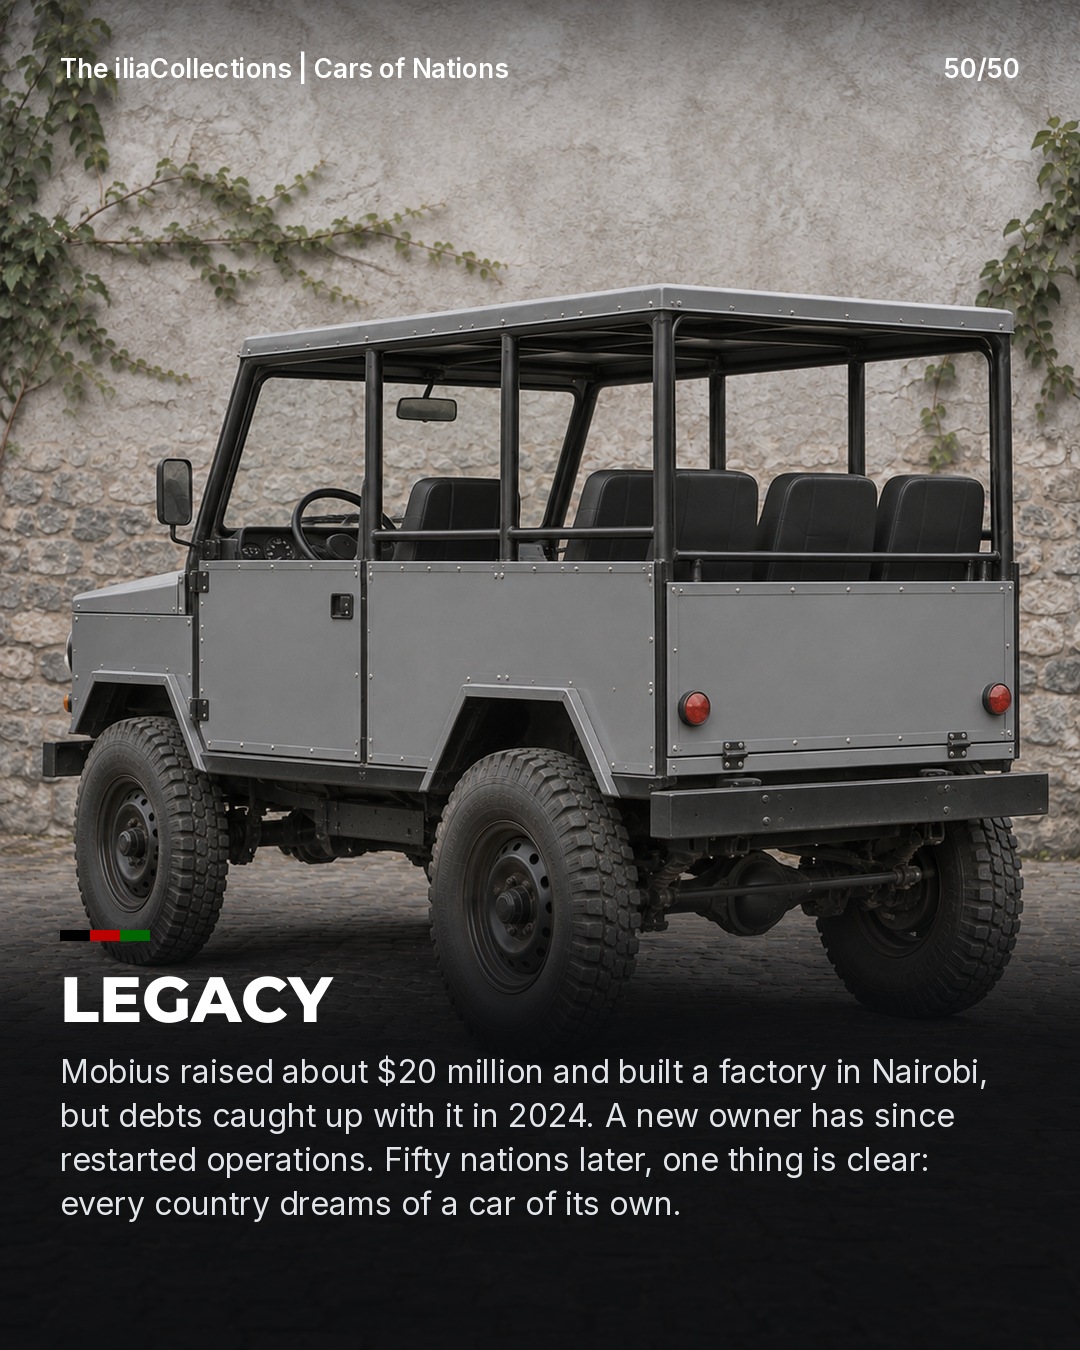 The iliaCollections | Cars of Nations
50/50
LEGACY
Mobius raised about $20 million and built a factory in Nairobi,
but debts caught up with it in 2024. A new owner has since
restarted operations. Fifty nations later, one thing is clear:
every country dreams of a car of its own.